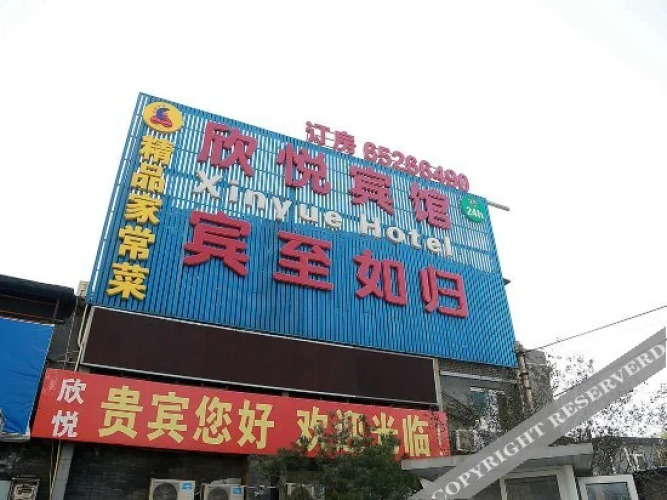 订房 65266490
欣悦宾馆
24h
Xinyue Hotel
精品家常菜
宾至如归
欣悦
贵宾您好 欢迎光临!
COPYRIGHT RESERVED